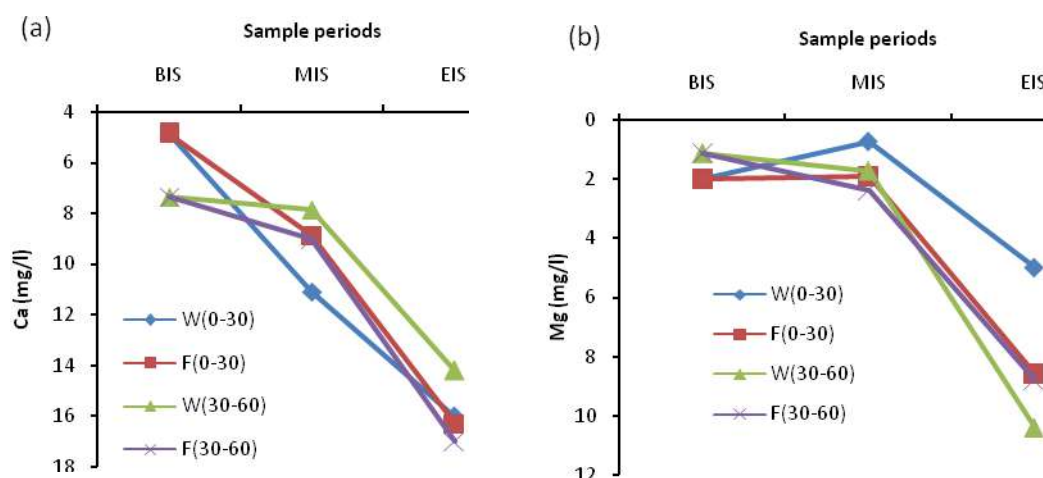 (a)
Sample periods
BIS MIS EIS
4
6
8
10
12
14
16
18
Ca (mg/l)
W(0-30)
F(0-30)
W(30-60)
F(30-60)
(b)
Sample periods
BIS MIS EIS
0
2
4
6
8
10
12
Mg (mg/l)
W(0-30)
F(0-30)
W(30-60)
F(30-60)